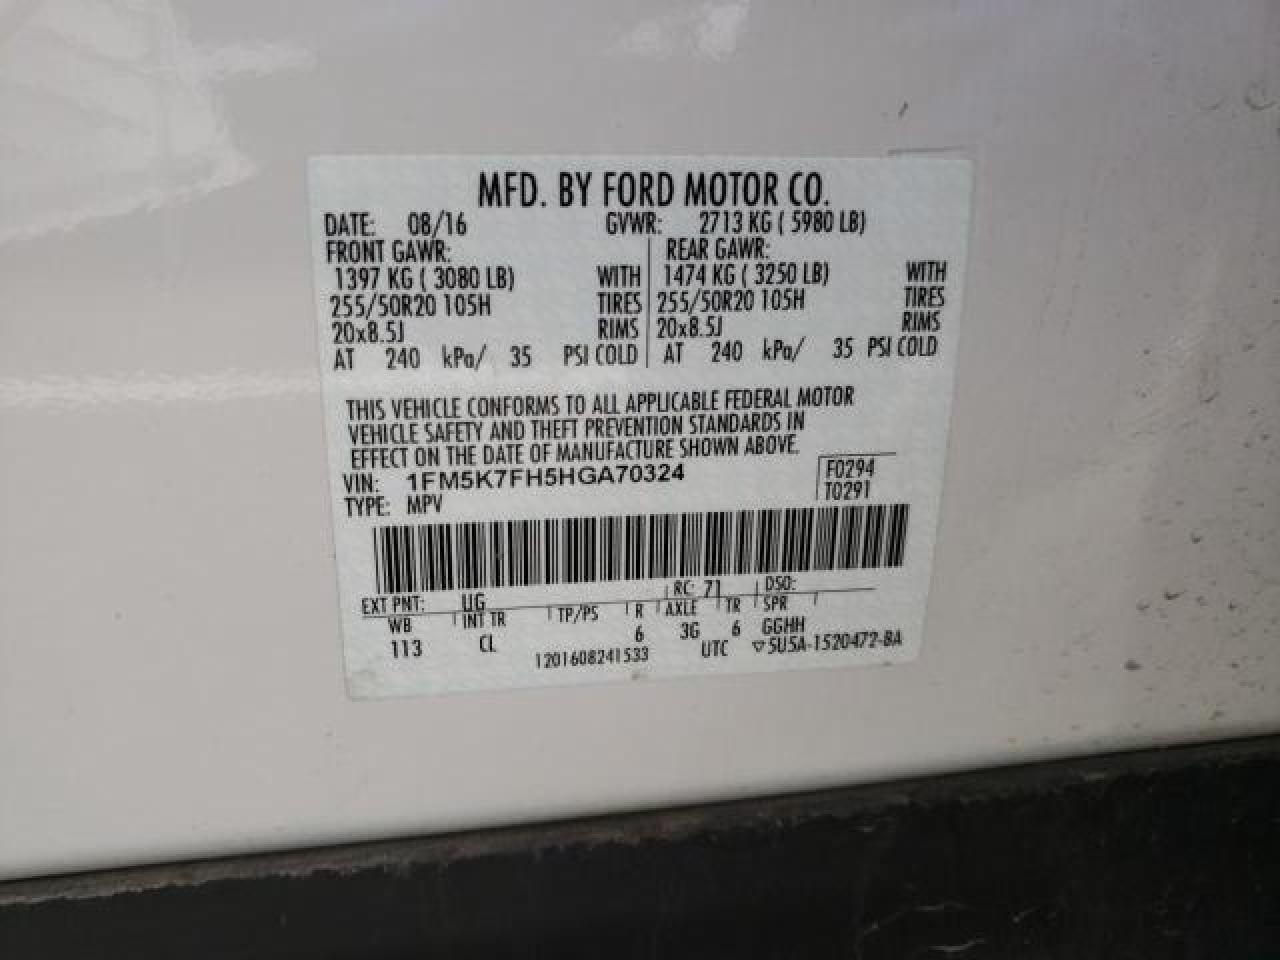 MFD. BY FORD MOTOR CO.
DATE: 08/16 GVWR: 2713 KG ( 5980 LB)
FRONT GAWR: REAR GAWR:
1397 KG ( 3080 LB) WITH 1474 KG ( 3250 LB) WITH
255/50R20 105H TIRES 255/50R20 105H TIRES
20x8.5J RIMS 20x8.5J RIMS
AT 240 kPa/ 35 PSI COLD AT 240 kPa/ 35 PSI COLD
THIS VEHICLE CONFORMS TO ALL APPLICABLE FEDERAL MOTOR
VEHICLE SAFETY AND THEFT PREVENTION STANDARDS IN
EFFECT ON THE DATE OF MANUFACTURE SHOWN ABOVE.
VIN: 1FM5K7FH5HGA70324 F0294
TYPE: MPV T0291
EXT PNT: UG RC: 71 DSO:
WB INT TR TP/PS R AXLE TR SPR
113 CL 6 3G 6 GGHH
1201608241533 UTC ▽5U5A-1520472-BA